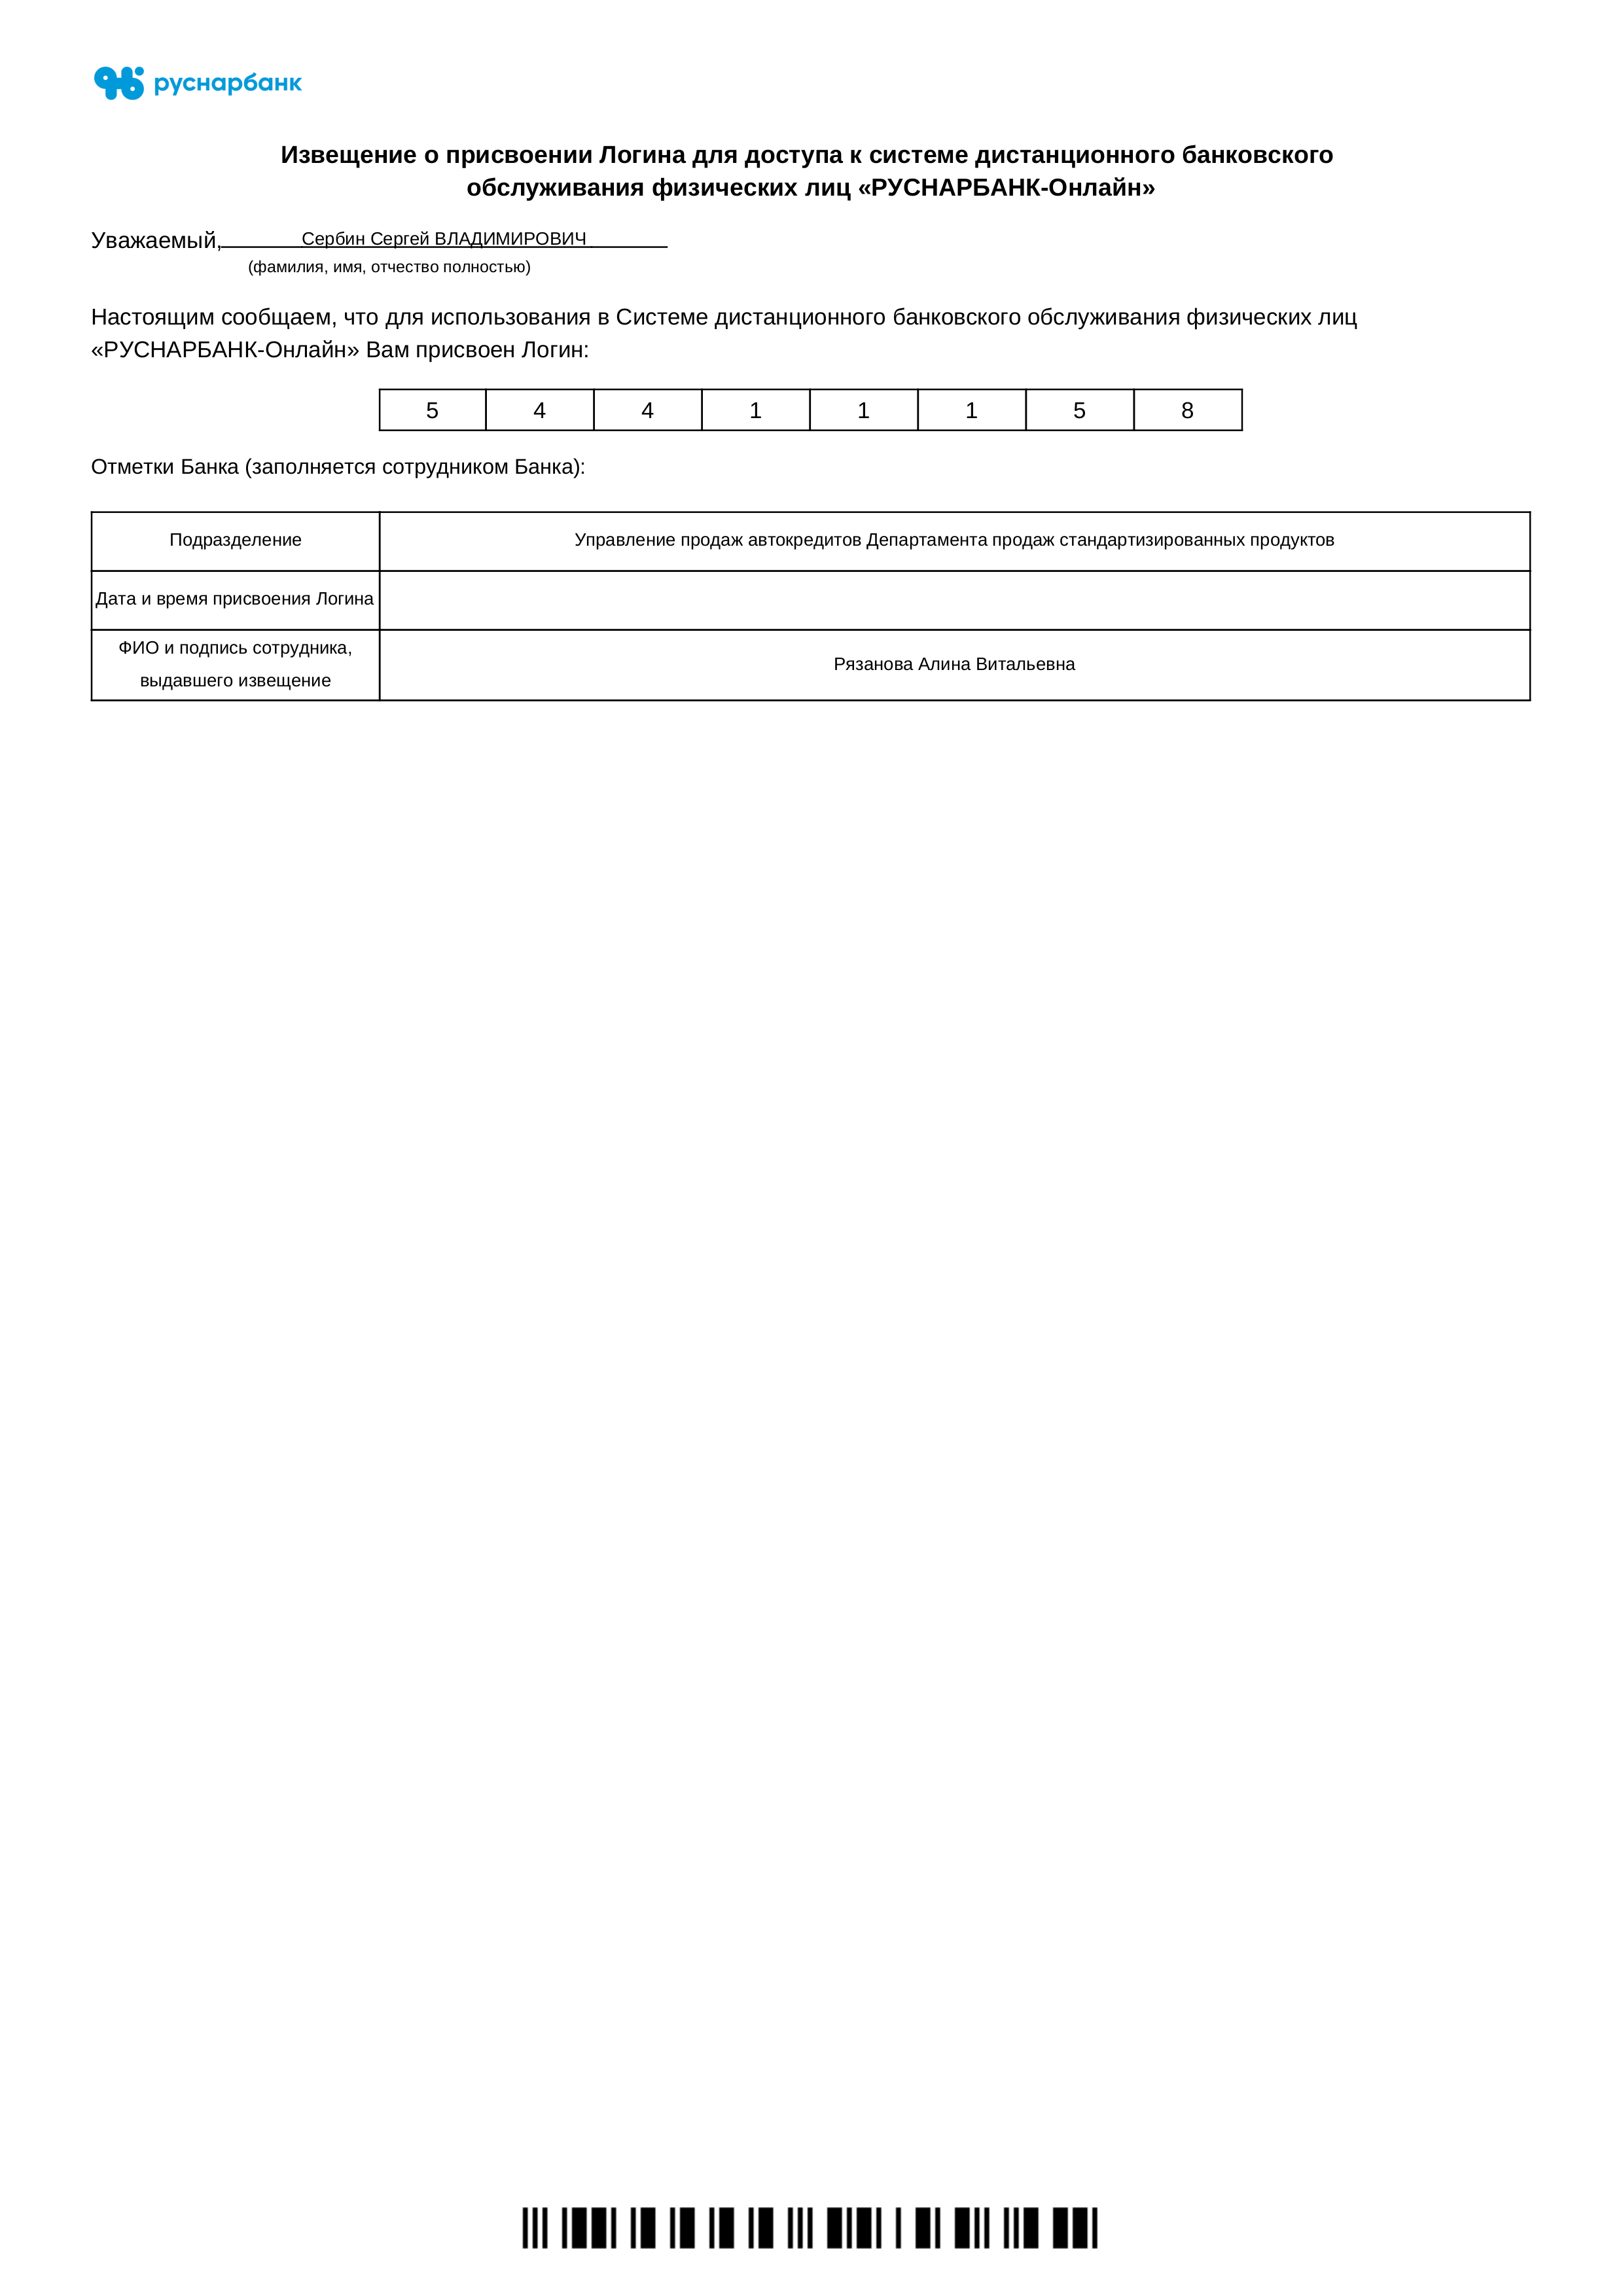 руснарбанк
Извещение о присвоении Логина для доступа к системе дистанционного банковского
обслуживания физических лиц «РУСНАРБАНК-Онлайн»
Уважаемый, Сербин Сергей ВЛАДИМИРОВИЧ
(фамилия, имя, отчество полностью)
Настоящим сообщаем, что для использования в Системе дистанционного банковского обслуживания физических лиц
«РУСНАРБАНК-Онлайн» Вам присвоен Логин:
5 4 4 1 1 1 5 8
Отметки Банка (заполняется сотрудником Банка):
Подразделение Управление продаж автокредитов Департамента продаж стандартизированных продуктов
Дата и время присвоения Логина
ФИО и подпись сотрудника,
выдавшего извещение
Рязанова Алина Витальевна